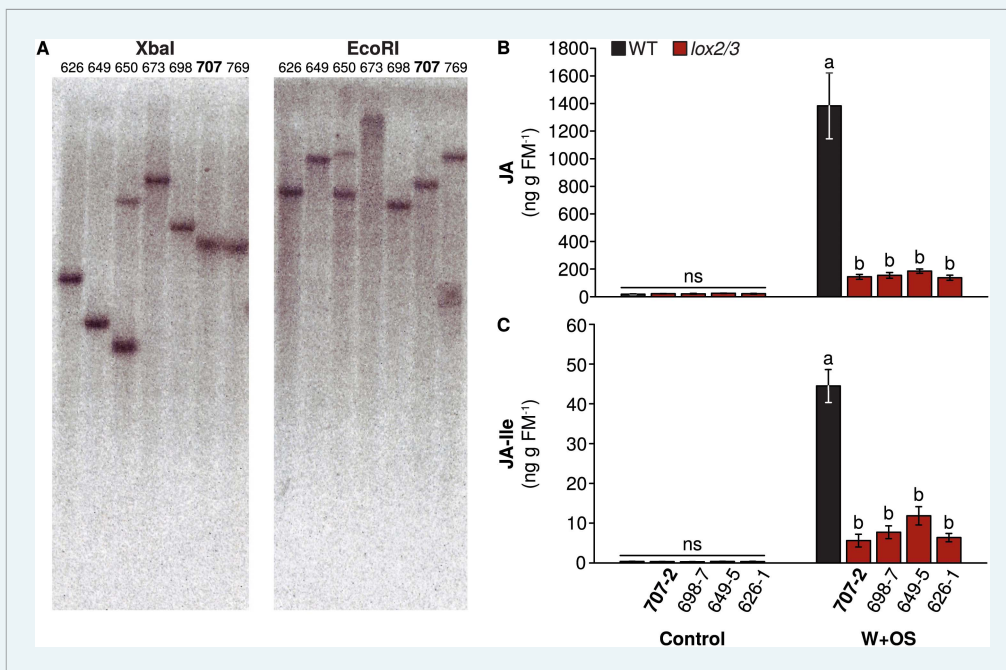 A
XbaI
EcoRI
626 649 650 673 698 707 769
626 649 650 673 698 707 769
B
WT lox2/3
JA
(ng g FM-1)
1800
1600
1400
1200
1000
800
600
400
200
0
ns
a
b b b b
C
JA-Ile
(ng g FM-1)
60
50
40
30
20
10
0
ns
a
b b b b
707-2 698-7 649-5 626-1
707-2 698-7 649-5 626-1
Control
W+OS